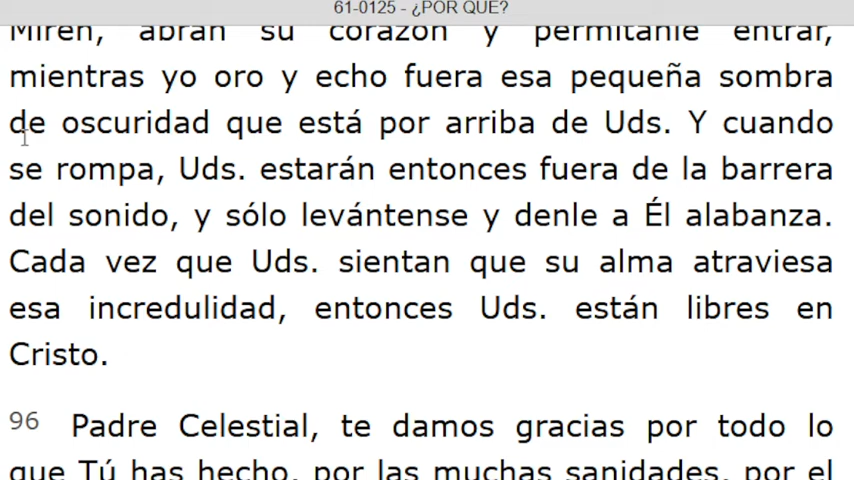 61-0125 - ¿POR QUÉ?
Miren, abran su corazón y permítanle entrar,
mientras yo oro y echo fuera esa pequeña sombra
de oscuridad que está por arriba de Uds. Y cuando
se rompa, Uds. estarán entonces fuera de la barrera
del sonido, y sólo levántense y denle a Él alabanza.
Cada vez que Uds. sientan que su alma atraviesa
esa incredulidad, entonces Uds. están libres en
Cristo.
96 Padre Celestial, te damos gracias por todo lo
que Tú has hecho, por las muchas sanidades, por el